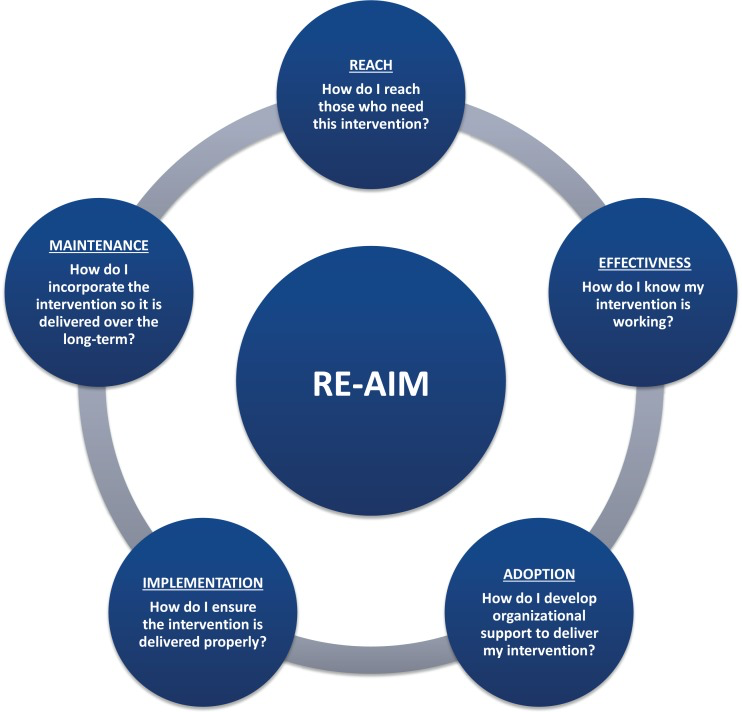 REACH
How do I reach
those who need
this intervention?
EFFECTIVNESS
How do I know my
intervention is
working?
ADOPTION
How do I develop
organizational
support to deliver
my intervention?
IMPLEMENTATION
How do I ensure
the intervention is
delivered properly?
MAINTENANCE
How do I
incorporate the
intervention so it is
delivered over the
long-term?
RE-AIM